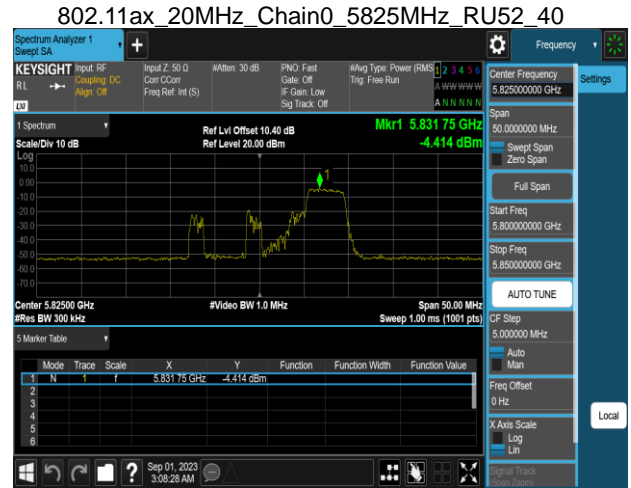 802.11ax_20MHz_Chain0_5825MHz_RU52_40
Spectrum Analyzer 1
Swept SA
Frequency
KEYSIGHT Input: RF Input Z: 50 Ω #Atten: 30 dB PNO: Fast #Avg Type: Power (RMS 1 2 3 4 5 6
RL Coupling: DC Corr CCorr Gate: Off Trig: Free Run A W W W W W
Align: Off Freq Ref: Int (S) IF Gain: Low
Sig Track: Off A N N N N N
LXI
Center Frequency
5.825000000 GHz
Settings
Span
50.0000000 MHz
Swept Span
Zero Span
Full Span
Start Freq
5.800000000 GHz
Stop Freq
5.850000000 GHz
AUTO TUNE
CF Step
5.000000 MHz
Auto
Man
Freq Offset
0 Hz
X Axis Scale
Log
Lin
Signal Track
(Span Zoom)
Local
1 Spectrum
Scale/Div 10 dB
Ref Lvl Offset 10.40 dB
Ref Level 20.00 dBm
Mkr1 5.831 75 GHz
-4.414 dBm
Log
10.0
0.00
-10.0
-20.0
-30.0
-40.0
-50.0
-60.0
-70.0
1
Center 5.82500 GHz #Video BW 1.0 MHz Span 50.00 MHz
#Res BW 300 kHz Sweep 1.00 ms (1001 pts)
5 Marker Table
Mode Trace Scale X Y Function Function Width Function Value
1 N 1 f 5.831 75 GHz -4.414 dBm
2
3
4
5
6
? Sep 01, 2023
3:08:28 AM